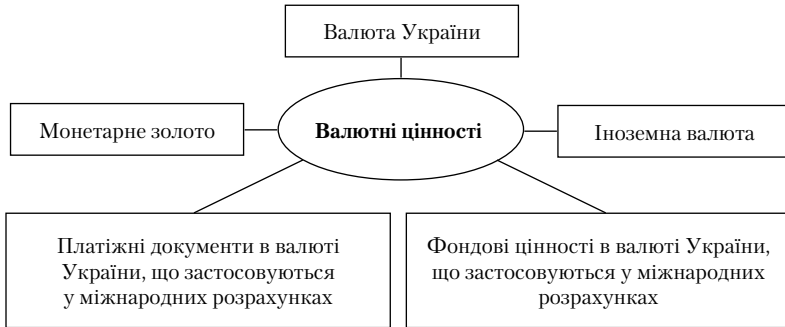 Валюта України
Монетарне золото
Валютні цінності
Іноземна валюта
Платіжні документи в валюті
України, що застосовуються
у міжнародних розрахунках
Фондові цінності в валюті України,
що застосовуються у міжнародних
розрахунках